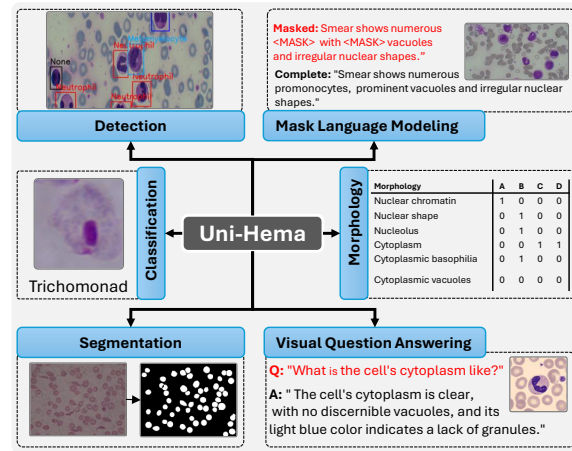 None
Neutrophil
Neutrophil
Neutrophil
Detection
Masked: Smear shows numerous
<MASK> with <MASK> vacuoles
and irregular nuclear shapes."
Complete: "Smear shows numerous
promonocytes, prominent vacuoles and irregular nuclear
shapes."
Mask Language Modeling
Trichomonad
Classification
Uni-Hema
Morphology
Morphology A B C D
Nuclear chromatin 1 0 0 0
Nuclear shape 0 1 0 0
Nucleolus 0 1 0 0
Cytoplasm 0 0 1 1
Cytoplasmic basophilia 0 1 0 0
Cytoplasmic vacuoles 0 0 0 0
Segmentation
Visual Question Answering
Q: "What is the cell's cytoplasm like?"
A: " The cell's cytoplasm is clear,
with no discernible vacuoles, and its
light blue color indicates a lack of granules."